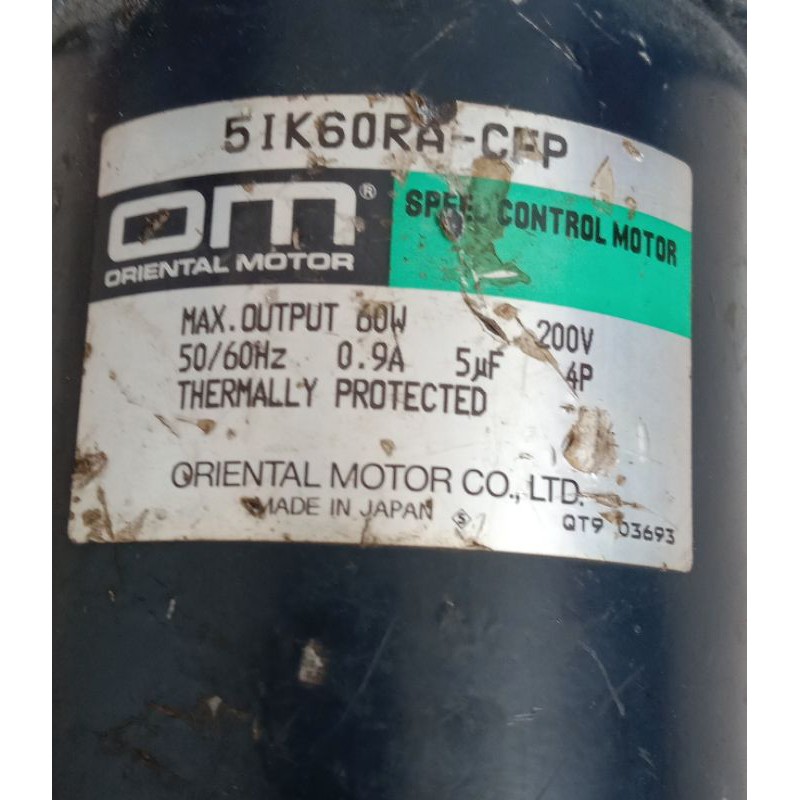 5IK60RA-CFP
OM®
ORIENTAL MOTOR
SPEED CONTROL MOTOR
MAX. OUTPUT 60W 200V
50/60Hz 0.9A 5µF 4P
THERMALLY PROTECTED
ORIENTAL MOTOR CO., LTD.
MADE IN JAPAN S
QT9 03693